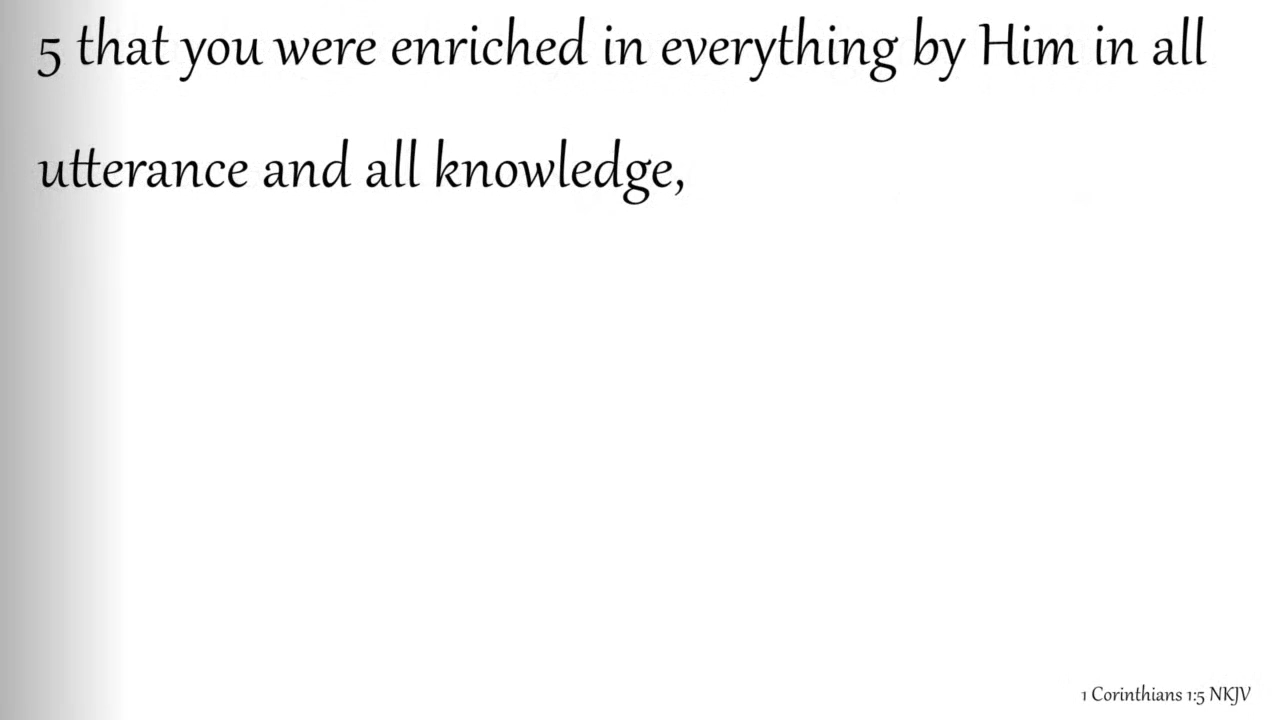 5 that you were enriched in everything by Him in all
utterance and all knowledge,
1 Corinthians 1:5 NKJV